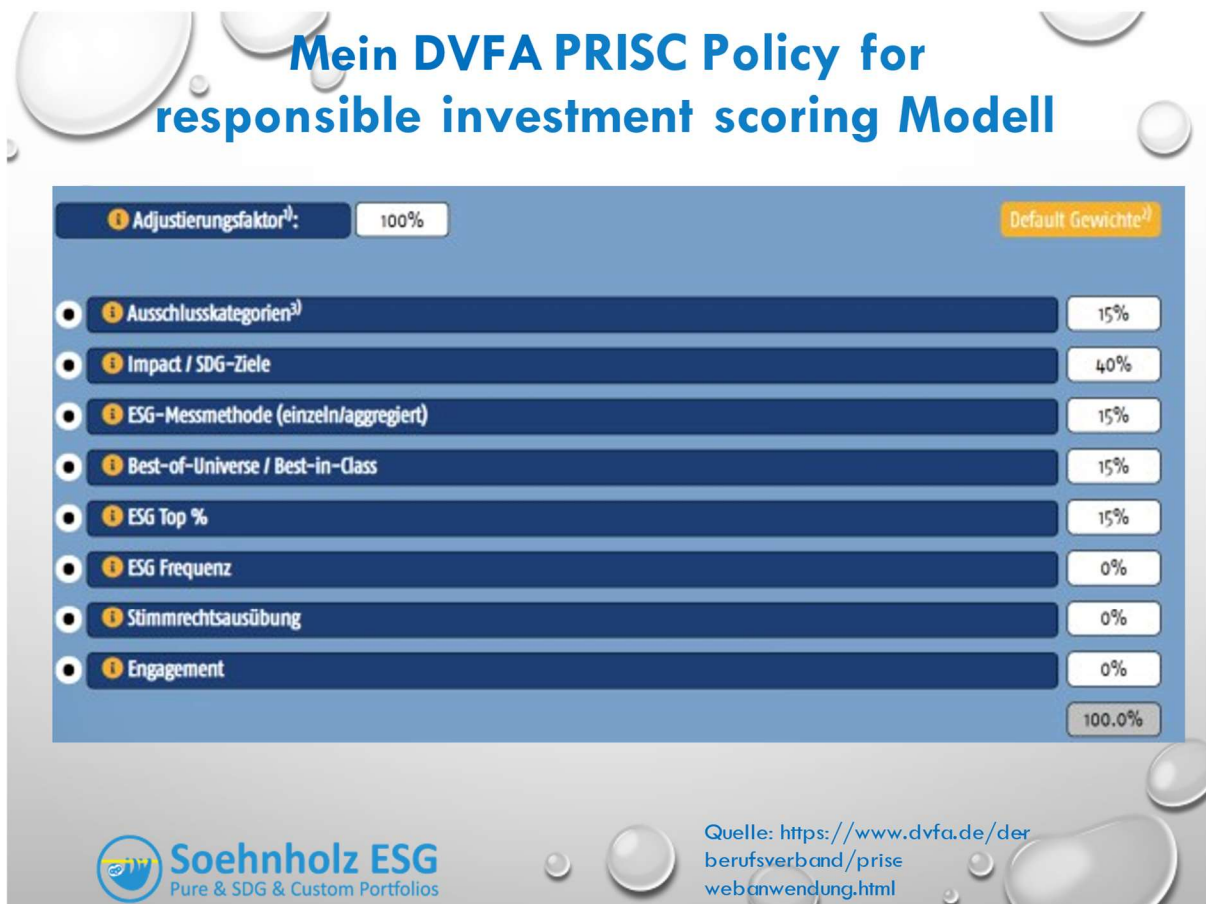 Mein DVFA PRISC Policy for
responsible investment scoring Modell
Adjustierungsfaktor¹⁾: 100% Default Gewichte²⁾
Ausschlusskategorien³⁾ 15%
Impact / SDG-Ziele 40%
ESG-Messmethode (einzeln/aggregiert) 15%
Best-of-Universe / Best-in-Class 15%
ESG Top % 15%
ESG Frequenz 0%
Stimmrechtsausübung 0%
Engagement 0%
100.0%
Soehnholz ESG
Pure & SDG & Custom Portfolios
Quelle: https://www.dvfa.de/der-
berufsverband/prisc-
webanwendung.html